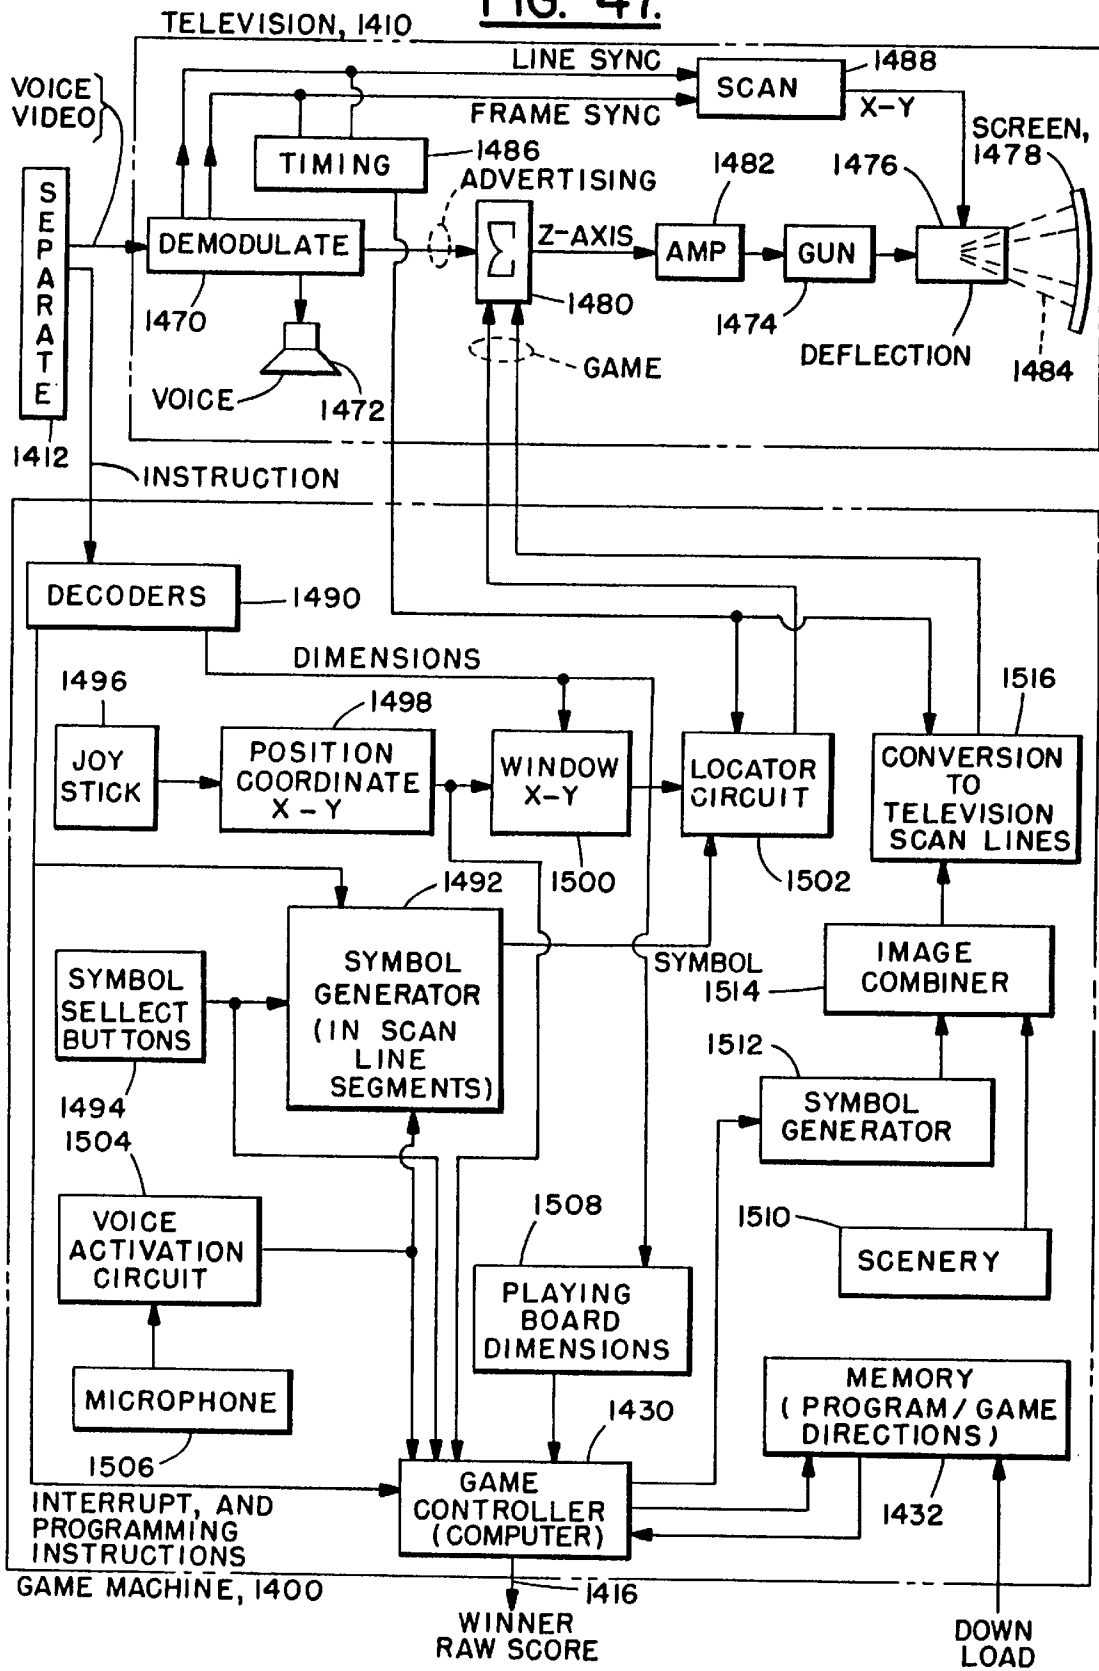 FIG. 47.
TELEVISION, 1410
VOICE
VIDEO
LINE SYNC
FRAME SYNC
SCAN
1488
X-Y
SCREEN,
1478
TIMING
1486
ADVERTISING
1482
1476
SEPARATE
DEMODULATE
Σ
Z-AXIS
AMP
GUN
1470
1480
1474
DEFLECTION
1484
VOICE
1472
GAME
1412
INSTRUCTION
DECODERS
1490
DIMENSIONS
1496
1498
1516
JOY
STICK
POSITION
COORDINATE
X-Y
WINDOW
X-Y
LOCATOR
CIRCUIT
CONVERSION
TO
TELEVISION
SCAN LINES
1492
1500
1502
SYMBOL
SELLECT
BUTTONS
SYMBOL
GENERATOR
(IN SCAN
LINE
SEGMENTS)
SYMBOL
1514
IMAGE
COMBINER
1494
1512
SYMBOL
GENERATOR
1504
VOICE
ACTIVATION
CIRCUIT
1508
1510
SCENERY
PLAYING
BOARD
DIMENSIONS
MICROPHONE
1506
1430
MEMORY
(PROGRAM/GAME
DIRECTIONS)
1432
GAME
CONTROLLER
(COMPUTER)
INTERRUPT, AND
PROGRAMMING
INSTRUCTIONS
GAME MACHINE, 1400
1416
WINNER
RAW SCORE
DOWN
LOAD